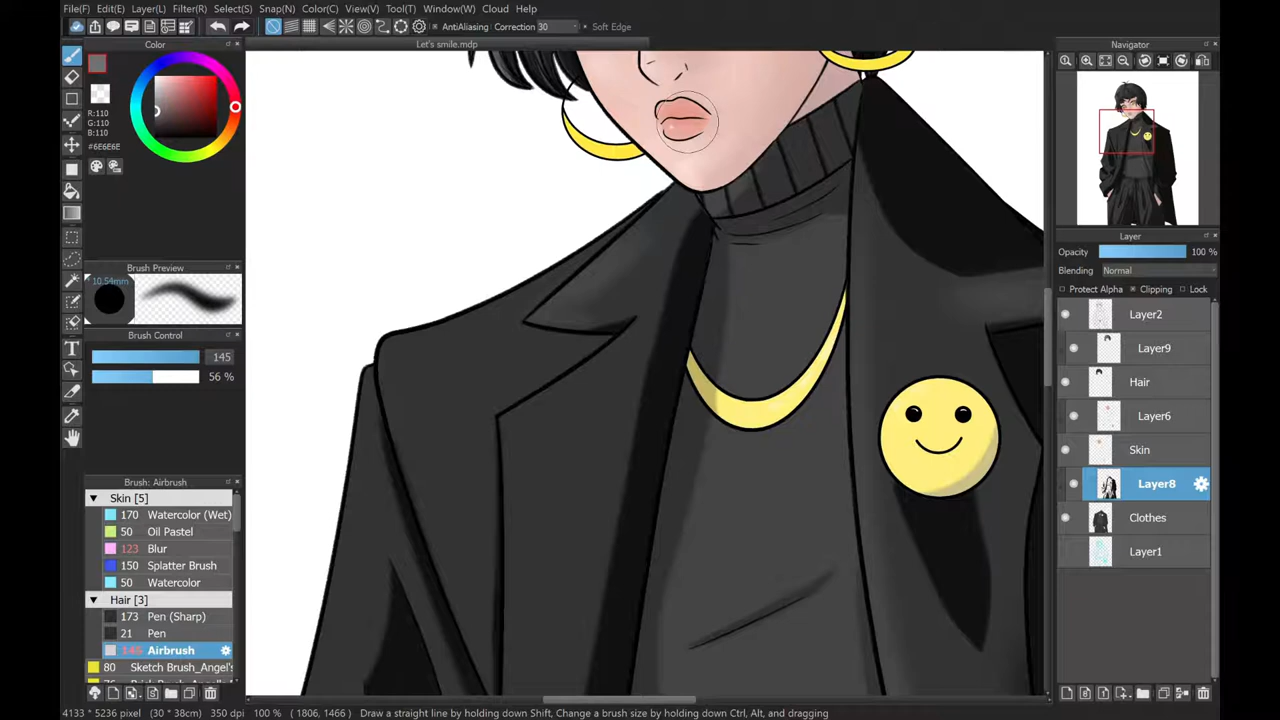 File(E) Edit(E) Layer(L) Filter(R) Select(S) Snap(N) Color(C) View(V) Tool(T) Window(W) Cloud Help
AntiAliasing Correction 30 Soft Edge
Color
Let's smile.mdp
Navigator
R:110
G:110
B:110
#6E6E6E
Layer
Opacity 100 %
Blending Normal
Protect Alpha Clipping Lock
Brush Preview
10.54mm
Brush Control
145
56 %
Layer2
Layer9
Hair
Layer6
Skin
Layer8
Clothes
Layer1
Brush: Airbrush
Skin [5]
170 Watercolor (Wet)
50 Oil Pastel
123 Blur
150 Splatter Brush
50 Watercolor
Hair [3]
173 Pen (Sharp)
21 Pen
145 Airbrush
80 Sketch Brush_Angel's
4133 * 5236 pixel (30 * 38cm) 350 dpi 100 % ( 1806, 1466 ) Draw a straight line by holding down Shift, Change a brush size by holding down Ctrl, Alt, and dragging